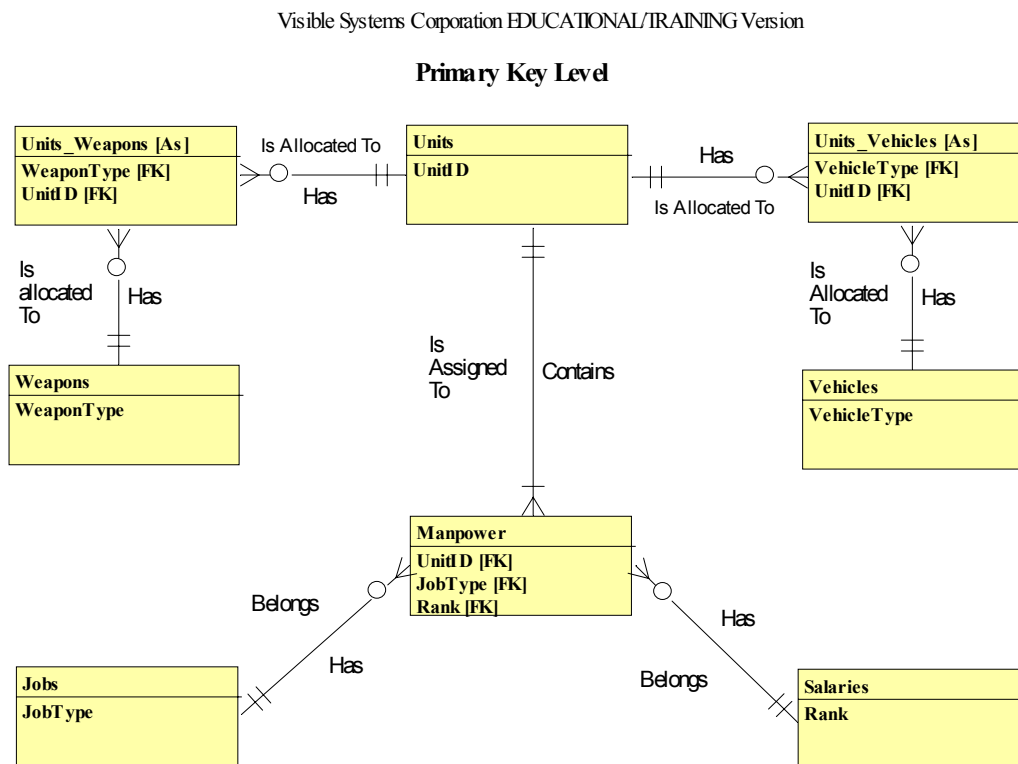 Visible Systems Corporation EDUCATIONAL/TRAINING Version
Primary Key Level
Units_Weapons [As]
WeaponType [FK]
UnitID [FK]
Is Allocated To
Has
Units
UnitID
Has
Is Allocated To
Units_Vehicles [As]
VehicleType [FK]
UnitID [FK]
Is
allocated
To
Has
Is
Assigned
To
Contains
Is
Allocated
To
Has
Weapons
WeaponType
Vehicles
VehicleType
Manpower
UnitID [FK]
JobType [FK]
Rank [FK]
Belongs
Has
Has
Belongs
Jobs
JobType
Salaries
Rank